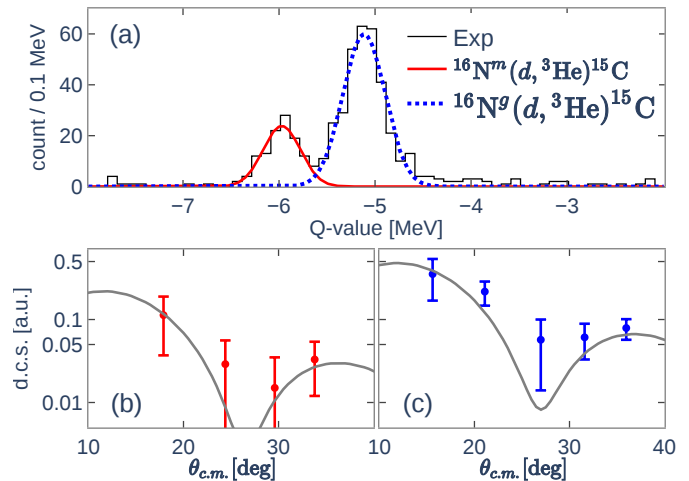 (a)
Exp
¹⁶Nᵐ(d, ³He)¹⁵C
¹⁶Nᵍ(d, ³He)¹⁵C
count / 0.1 MeV
60
40
20
0
−7 −6 −5 −4 −3
Q-value [MeV]
d.c.s. [a.u.]
0.5
0.1
0.05
0.01
(b) (c)
10 20 30 10 20 30 40
θc.m.[deg] θc.m.[deg]